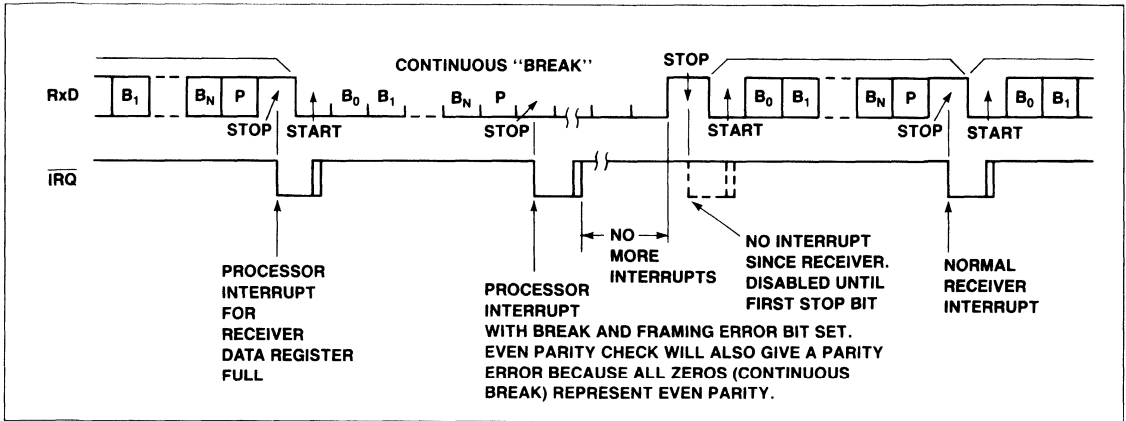 CONTINUOUS "BREAK"
STOP
RxD
B1
BN
P
B0
B1
BN
P
B0
B1
BN
P
B0
B1
STOP
START
STOP
START
STOP
START
IRQ
PROCESSOR
INTERRUPT
FOR
RECEIVER
DATA REGISTER
FULL
PROCESSOR
INTERRUPT
WITH BREAK AND FRAMING ERROR BIT SET.
EVEN PARITY CHECK WILL ALSO GIVE A PARITY
ERROR BECAUSE ALL ZEROS (CONTINUOUS
BREAK) REPRESENT EVEN PARITY.
NO
MORE
INTERRUPTS
NO INTERRUPT
SINCE RECEIVER.
DISABLED UNTIL
FIRST STOP BIT
NORMAL
RECEIVER
INTERRUPT